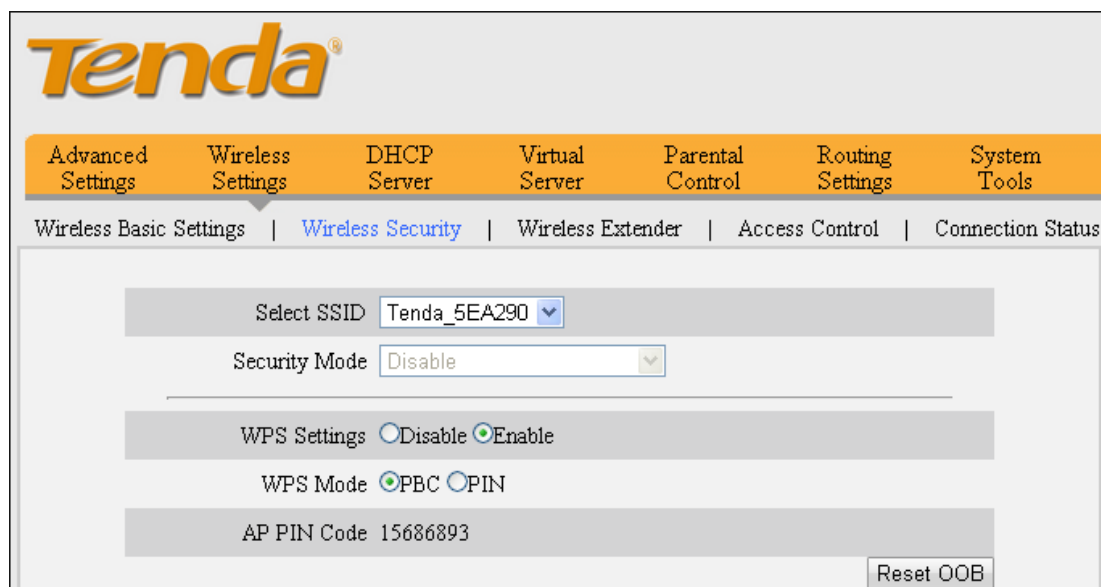 Tenda®
Advanced Settings
Wireless Settings
DHCP Server
Virtual Server
Parental Control
Routing Settings
System Tools
Wireless Basic Settings | Wireless Security | Wireless Extender | Access Control | Connection Status
Select SSID Tenda_5EA290
Security Mode Disable
WPS Settings Disable Enable
WPS Mode PBC PIN
AP PIN Code 15686893
Reset OOB